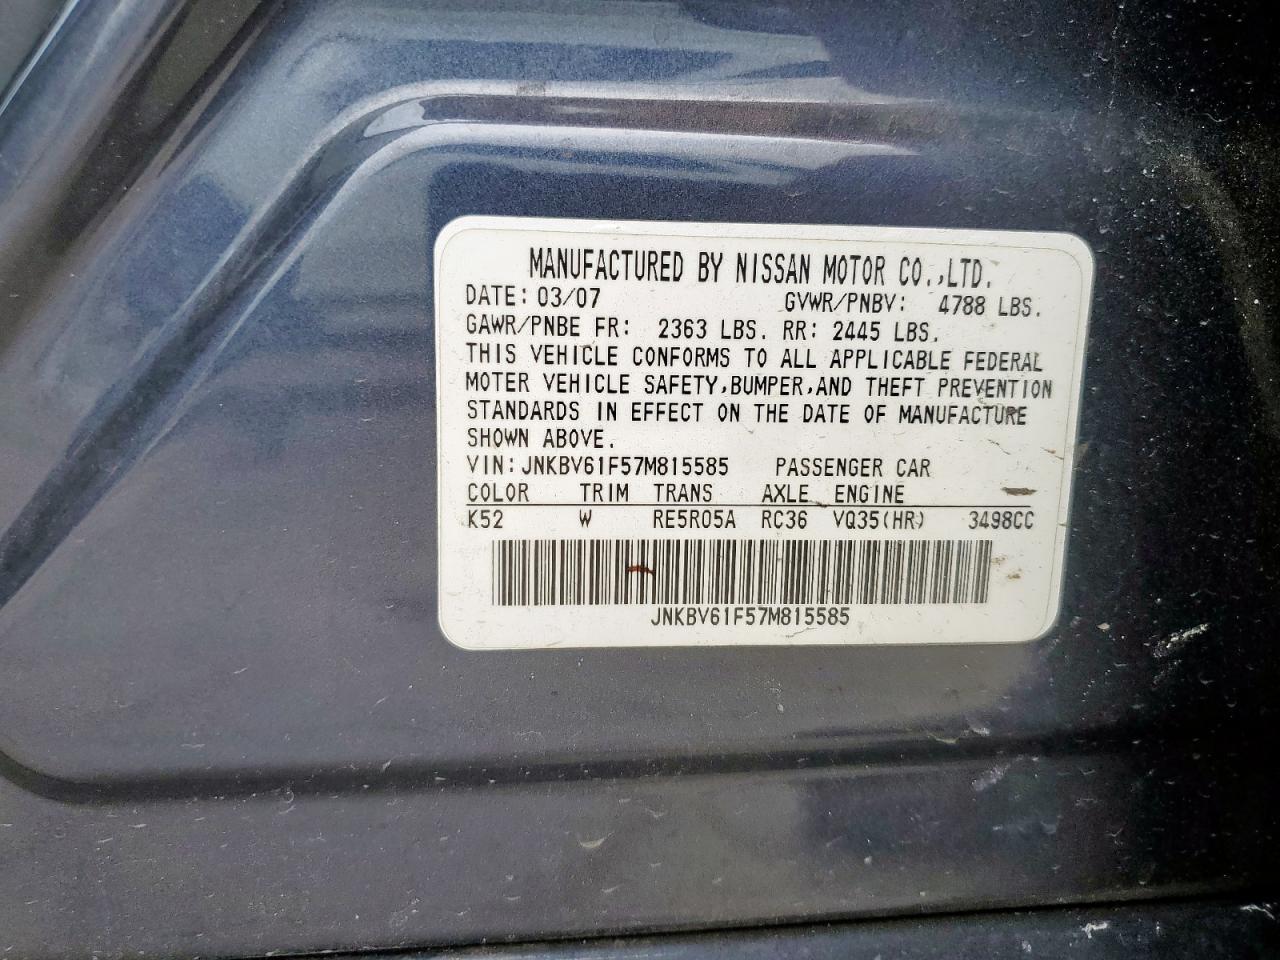 MANUFACTURED BY NISSAN MOTOR CO.,LTD.
DATE: 03/07 GVWR/PNBV: 4788 LBS.
GAWR/PNBE FR: 2363 LBS. RR: 2445 LBS.
THIS VEHICLE CONFORMS TO ALL APPLICABLE FEDERAL
MOTER VEHICLE SAFETY,BUMPER,AND THEFT PREVENTION
STANDARDS IN EFFECT ON THE DATE OF MANUFACTURE
SHOWN ABOVE.
VIN:JNKBV61F57M815585 PASSENGER CAR
COLOR TRIM TRANS AXLE ENGINE
K52 W RE5R05A RC36 VQ35(HR) 3498CC
JNKBV61F57M815585